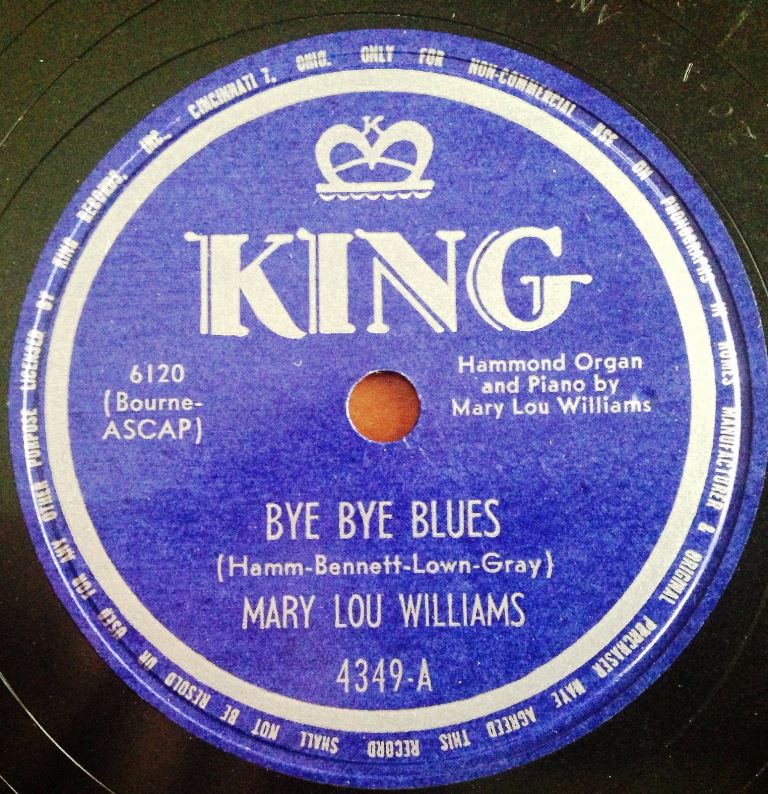 LICENSED BY KING RECORDS, INC. CINCINNATI 7, OHIO. ONLY FOR NON-COMMERCIAL USE ON PHONOGRAPHS IN HOMES MANUFACTURER & ORIGINAL PURCHASER HAVE AGREED THIS RECORD SHALL NOT BE RESOLD OR USED FOR ANY OTHER PURPOSE
K
KING
6120
(Bourne-
ASCAP)
Hammond Organ
and Piano by
Mary Lou Williams
BYE BYE BLUES
(Hamm-Bennett-Lown-Gray)
MARY LOU WILLIAMS
4349-A